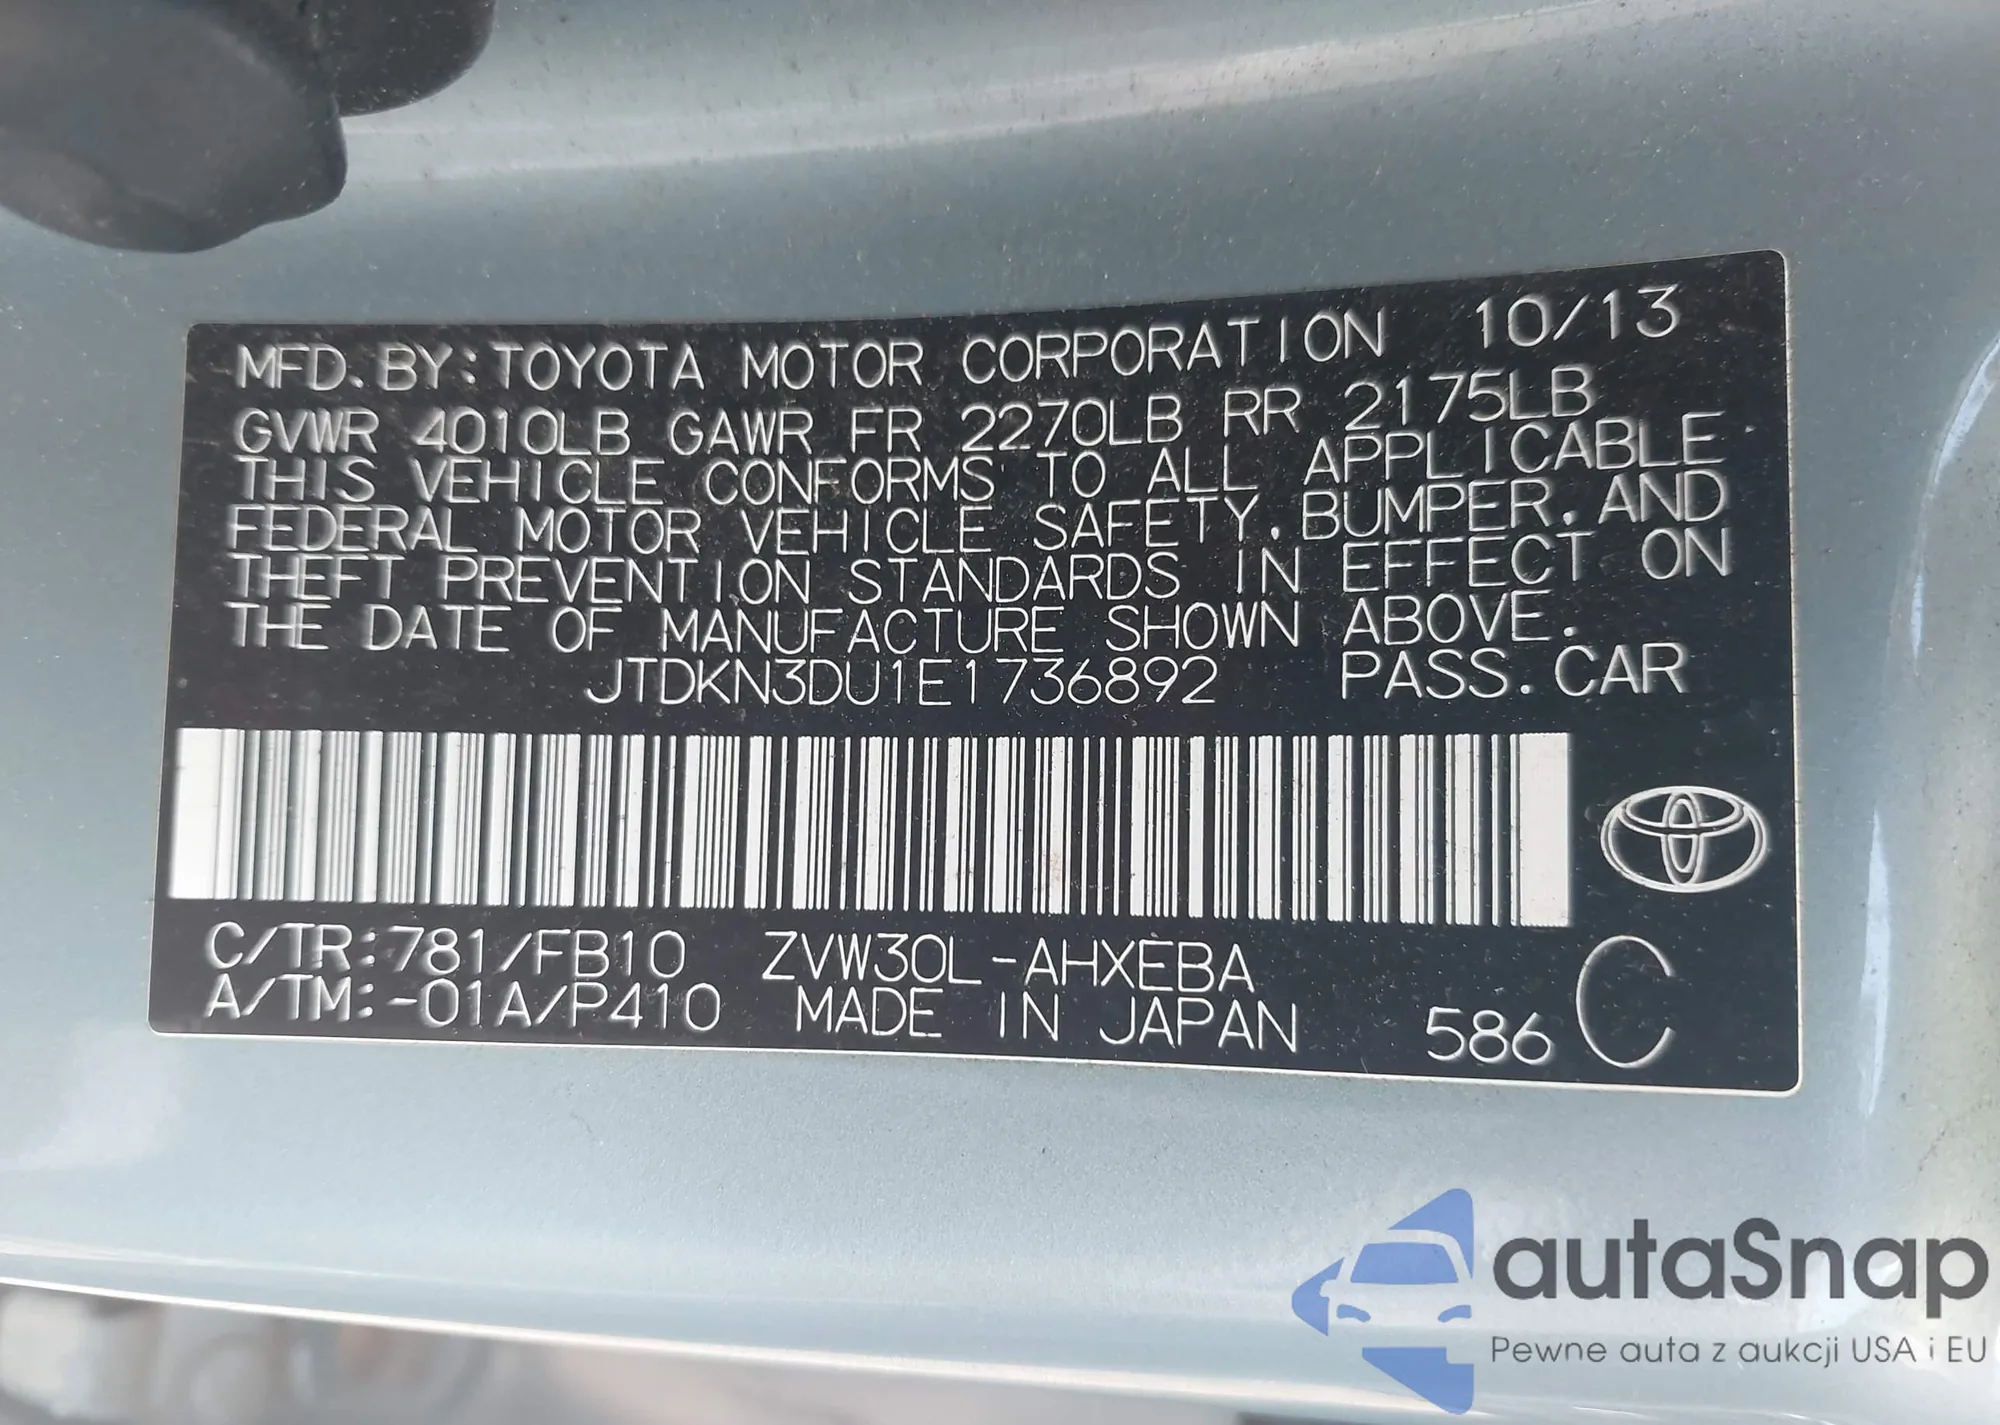 MFD. BY: TOYOTA MOTOR CORPORATION 10/13
GVWR 4010LB GAWR FR 2270LB RR 2175LB
THIS VEHICLE CONFORMS TO ALL APPLICABLE
FEDERAL MOTOR VEHICLE SAFETY, BUMPER, AND
THEFT PREVENTION STANDARDS IN EFFECT ON
THE DATE OF MANUFACTURE SHOWN ABOVE.
JTDKN3DU1E1736892 PASS. CAR
C/TR:781/FB10 ZVW30L-AHXEBA
A/TM:-01A/P410 MADE IN JAPAN 586 C
autaSnap
Pewne auta z aukcji USA i EU